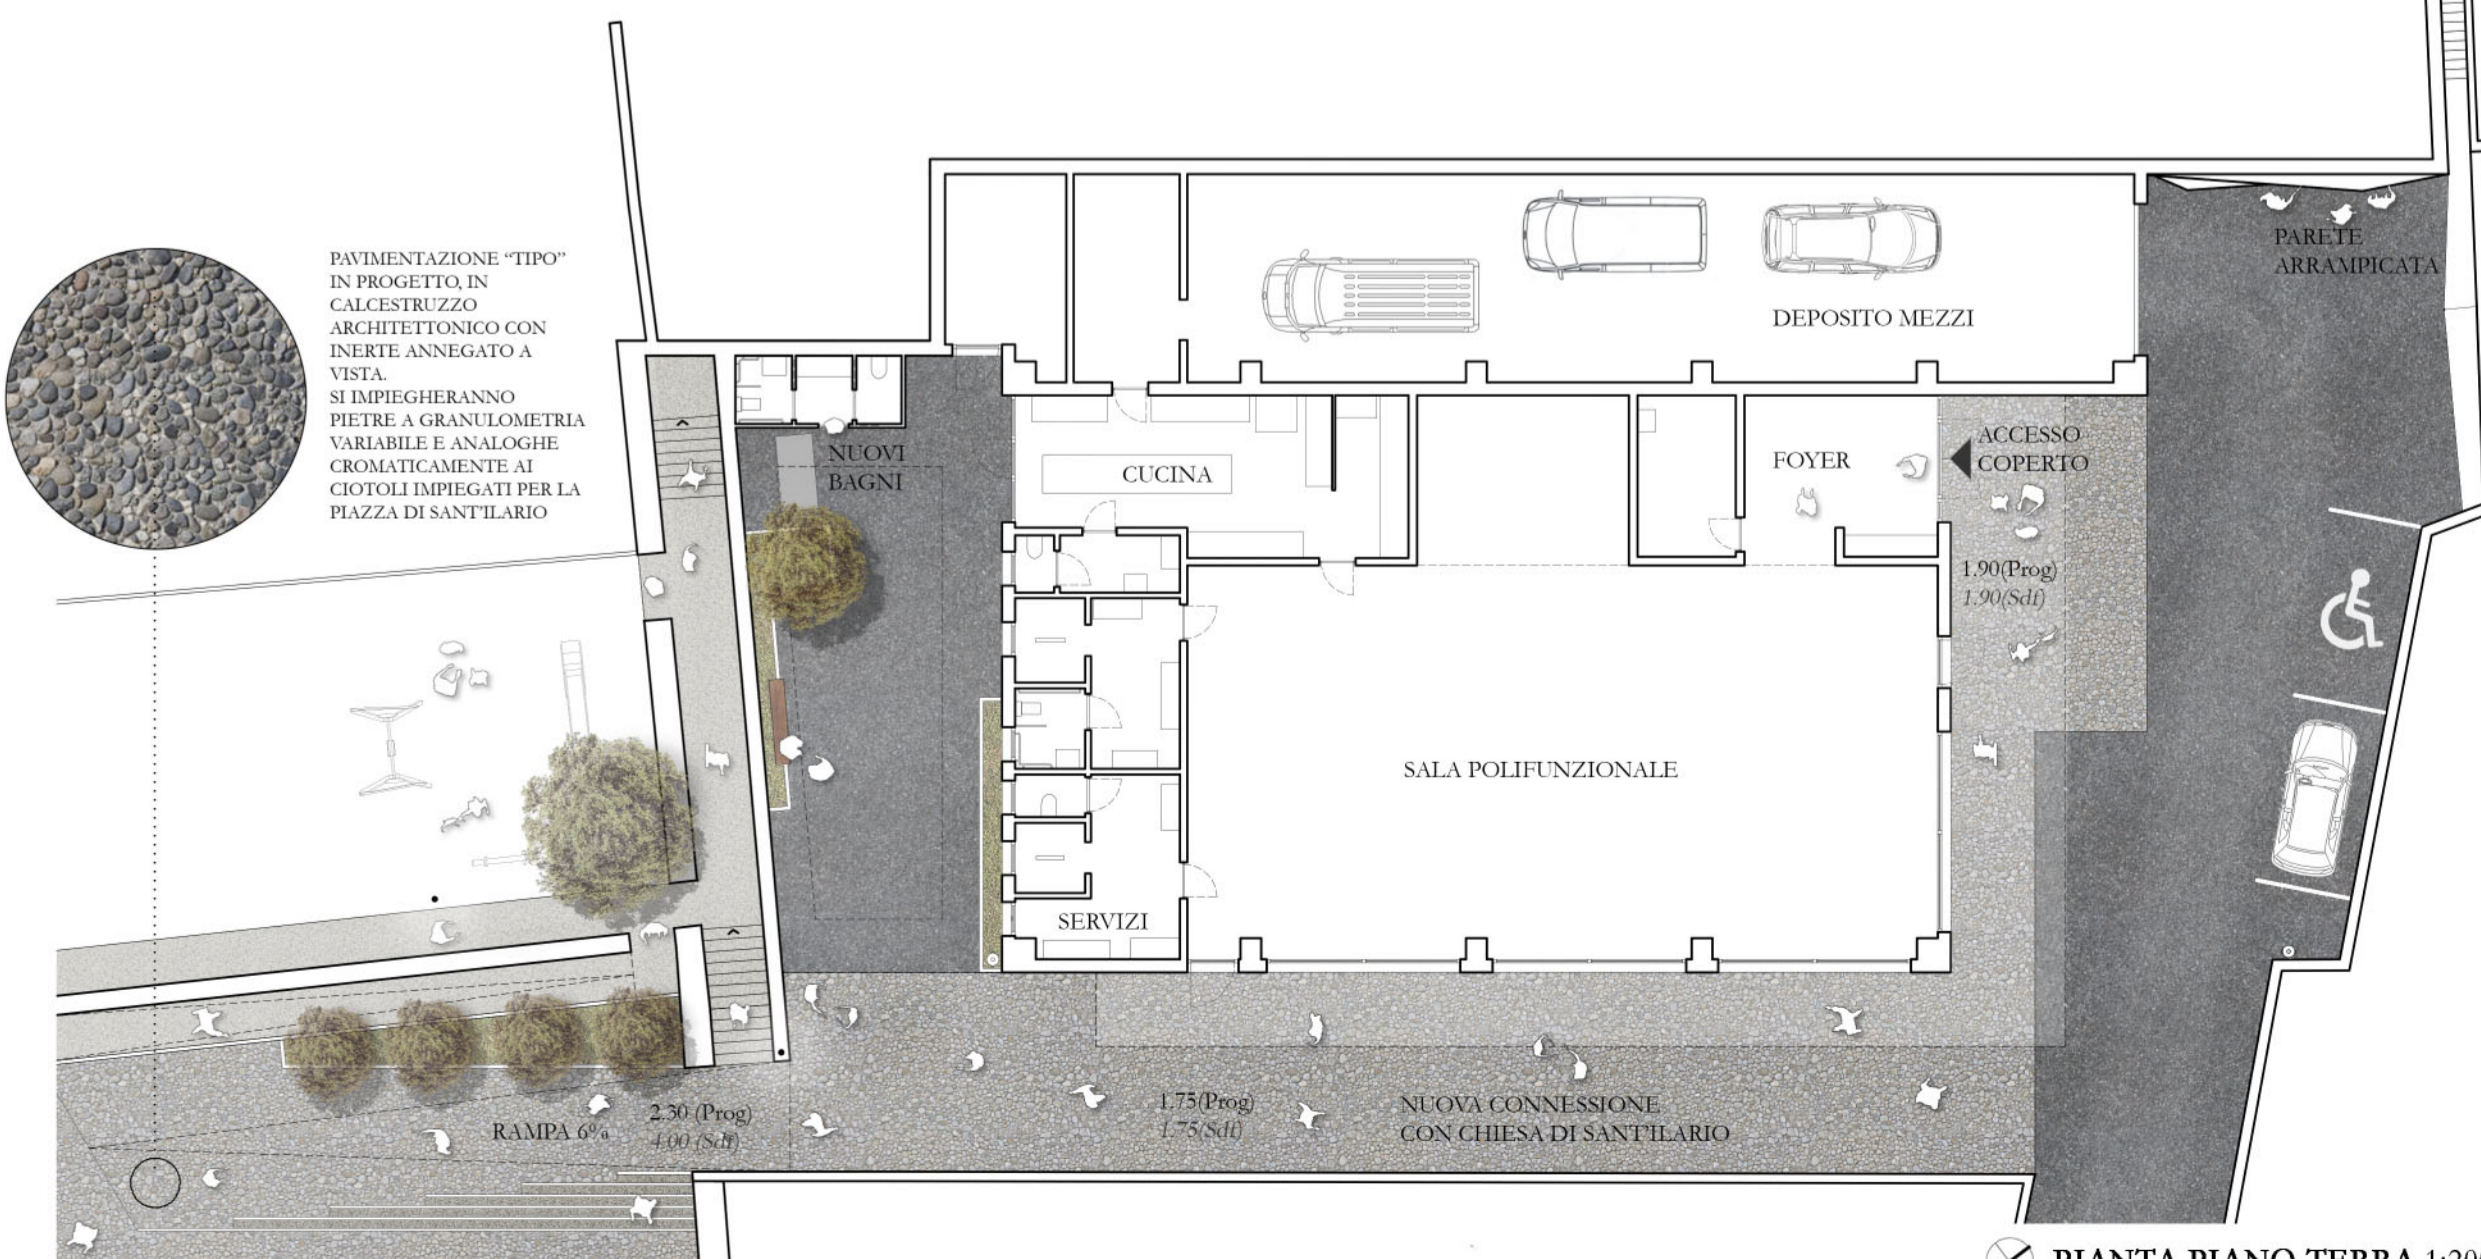 PAVIMENTAZIONE “TIPO”
IN PROGETTO, IN
CALCESTRUZZO
ARCHITETTONICO CON
INERTE ANNEGATO A
VISTA.
SI IMPIEGHERANNO
PIETRE A GRANULOMETRIA
VARIABILE E ANALOGHE
CROMATICAMENTE AI
CIOTOLI IMPIEGATI PER LA
PIAZZA DI SANT'ILARIO
PARETE
ARRAMPICATA
DEPOSITO MEZZI
NUOVI
BAGNI
CUCINA
FOYER
ACCESSO
COPERTO
1.90(Prog)
1.90(Sdf)
SALA POLIFUNZIONALE
SERVIZI
RAMPA 6%
2.30 (Prog)
4.00 (Sdf)
1.75(Prog)
1.75(Sdf)
NUOVA CONNESSIONE
CON CHIESA DI SANT'ILARIO
PIANTA PIANO TERRA